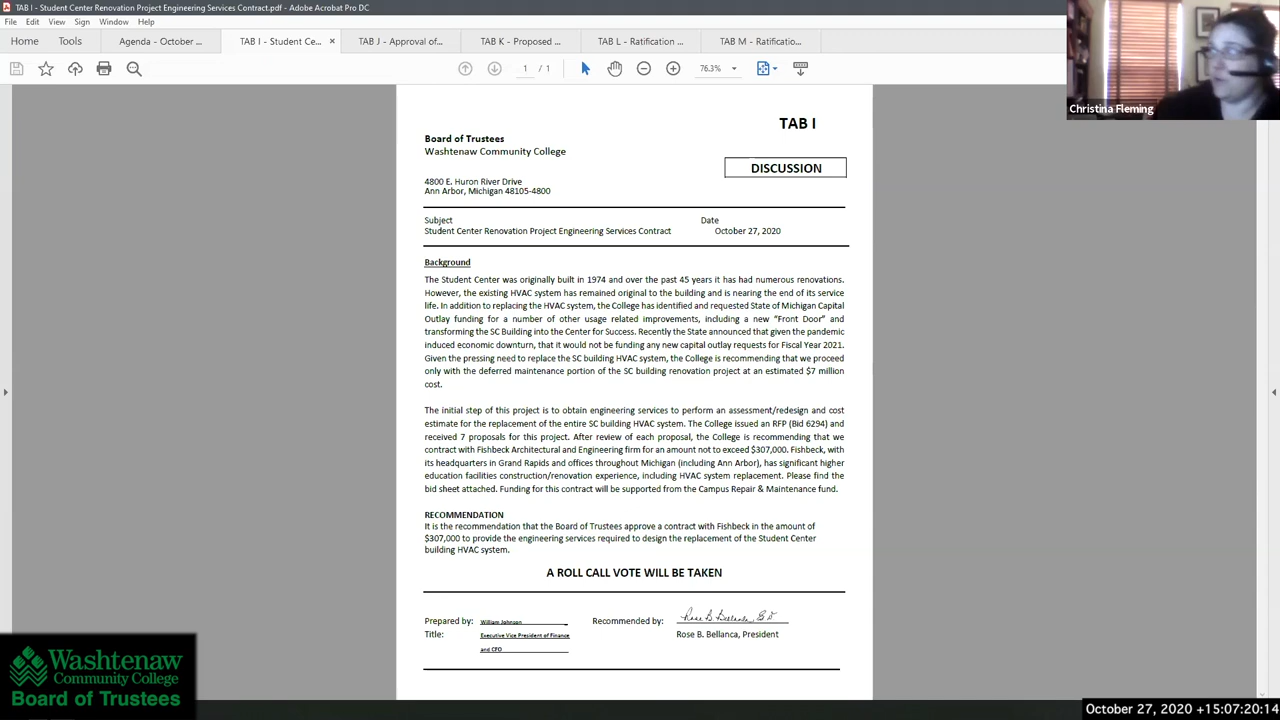 TAB I - Student Center Renovation Project Engineering Services Contract.pdf - Adobe Acrobat Pro DC
File Edit View Sign Window Help
Home Tools Agenda - October ... TAB I - Student Ce... × TAB J - Appr TAB K - Proposed ... TAB L - Ratification ... TAB M - Ratificatio...
1 / 1 76.3%
Christina Fleming
TAB I
Board of Trustees
Washtenaw Community College
DISCUSSION
4800 E. Huron River Drive
Ann Arbor, Michigan 48105-4800
Subject Date
Student Center Renovation Project Engineering Services Contract October 27, 2020
Background
The Student Center was originally built in 1974 and over the past 45 years it has had numerous renovations.
However, the existing HVAC system has remained original to the building and is nearing the end of its service
life. In addition to replacing the HVAC system, the College has identified and requested State of Michigan Capital
Outlay funding for a number of other usage related improvements, including a new “Front Door” and
transforming the SC Building into the Center for Success. Recently the State announced that given the pandemic
induced economic downturn, that it would not be funding any new capital outlay requests for Fiscal Year 2021.
Given the pressing need to replace the SC building HVAC system, the College is recommending that we proceed
only with the deferred maintenance portion of the SC building renovation project at an estimated $7 million
cost.
The initial step of this project is to obtain engineering services to perform an assessment/redesign and cost
estimate for the replacement of the entire SC building HVAC system. The College issued an RFP (Bid 6294) and
received 7 proposals for this project. After review of each proposal, the College is recommending that we
contract with Fishbeck Architectural and Engineering firm for an amount not to exceed $307,000. Fishbeck, with
its headquarters in Grand Rapids and offices throughout Michigan (including Ann Arbor), has significant higher
education facilities construction/renovation experience, including HVAC system replacement. Please find the
bid sheet attached. Funding for this contract will be supported from the Campus Repair & Maintenance fund.
RECOMMENDATION
It is the recommendation that the Board of Trustees approve a contract with Fishbeck in the amount of
$307,000 to provide the engineering services required to design the replacement of the Student Center
building HVAC system.
A ROLL CALL VOTE WILL BE TAKEN
Prepared by: William Johnson Recommended by: Rose B. Bellanca
Title: Executive Vice President of Finance Rose B. Bellanca, President
and CFO
Washtenaw
Community College
Board of Trustees
October 27, 2020 +15:07:20:14